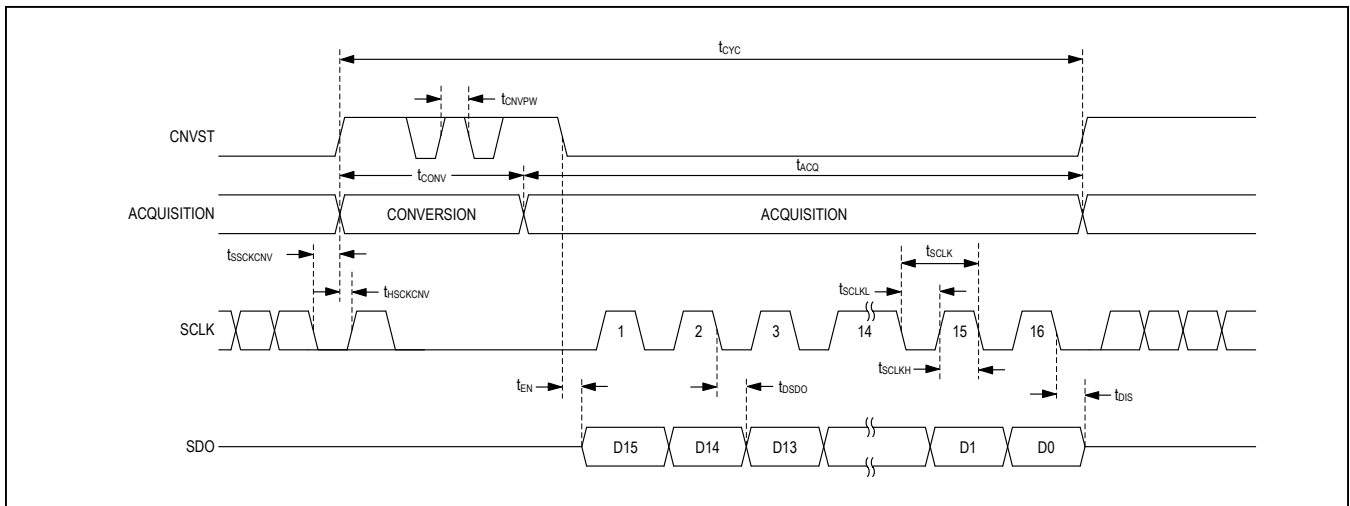 tCYC
tCNVPW
CNVST
tCONV
tACQ
ACQUISITION
CONVERSION
ACQUISITION
tSSCKCNV
tHSCKCNV
tSCLK
tSCLKL
SCLK
1 2 3 14 15 16
tSCLKH
tEN
tDSDO
tDIS
SDO
D15 D14 D13 D1 D0